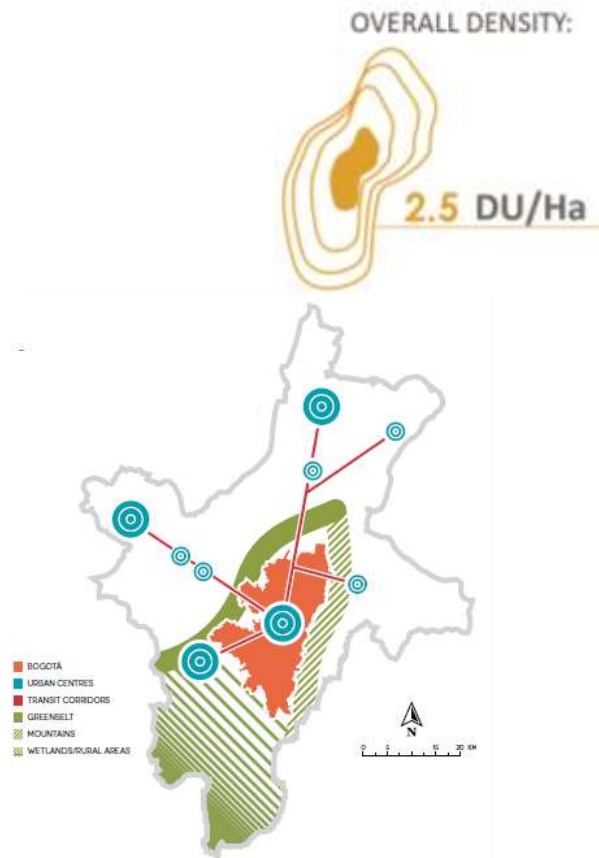 OVERALL DENSITY:
2.5 DU/Ha
BOGOTÁ
URBAN CENTRES
TRANSIT CORRIDORS
GREENSELT
MOUNTAINS
WETLANDS/RURAL AREAS
N
0 5 10 15 20 KM